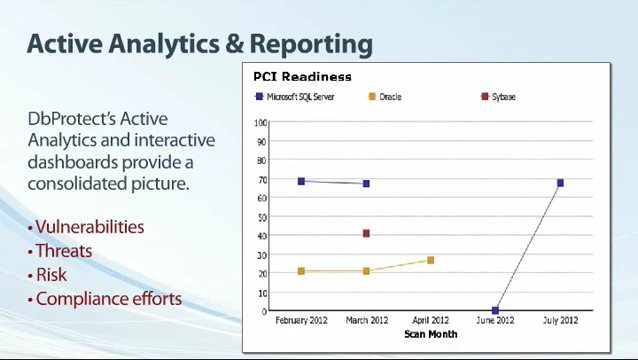 Active Analytics & Reporting
DbProtect's Active
Analytics and interactive
dashboards provide a
consolidated picture.
• Vulnerabilities
• Threats
• Risk
• Compliance efforts
PCI Readiness
Microsoft SQL Server Oracle Sybase
100
90
80
70
60
50
40
30
20
10
0
February 2012 March 2012 April 2012 June 2012 July 2012
Scan Month